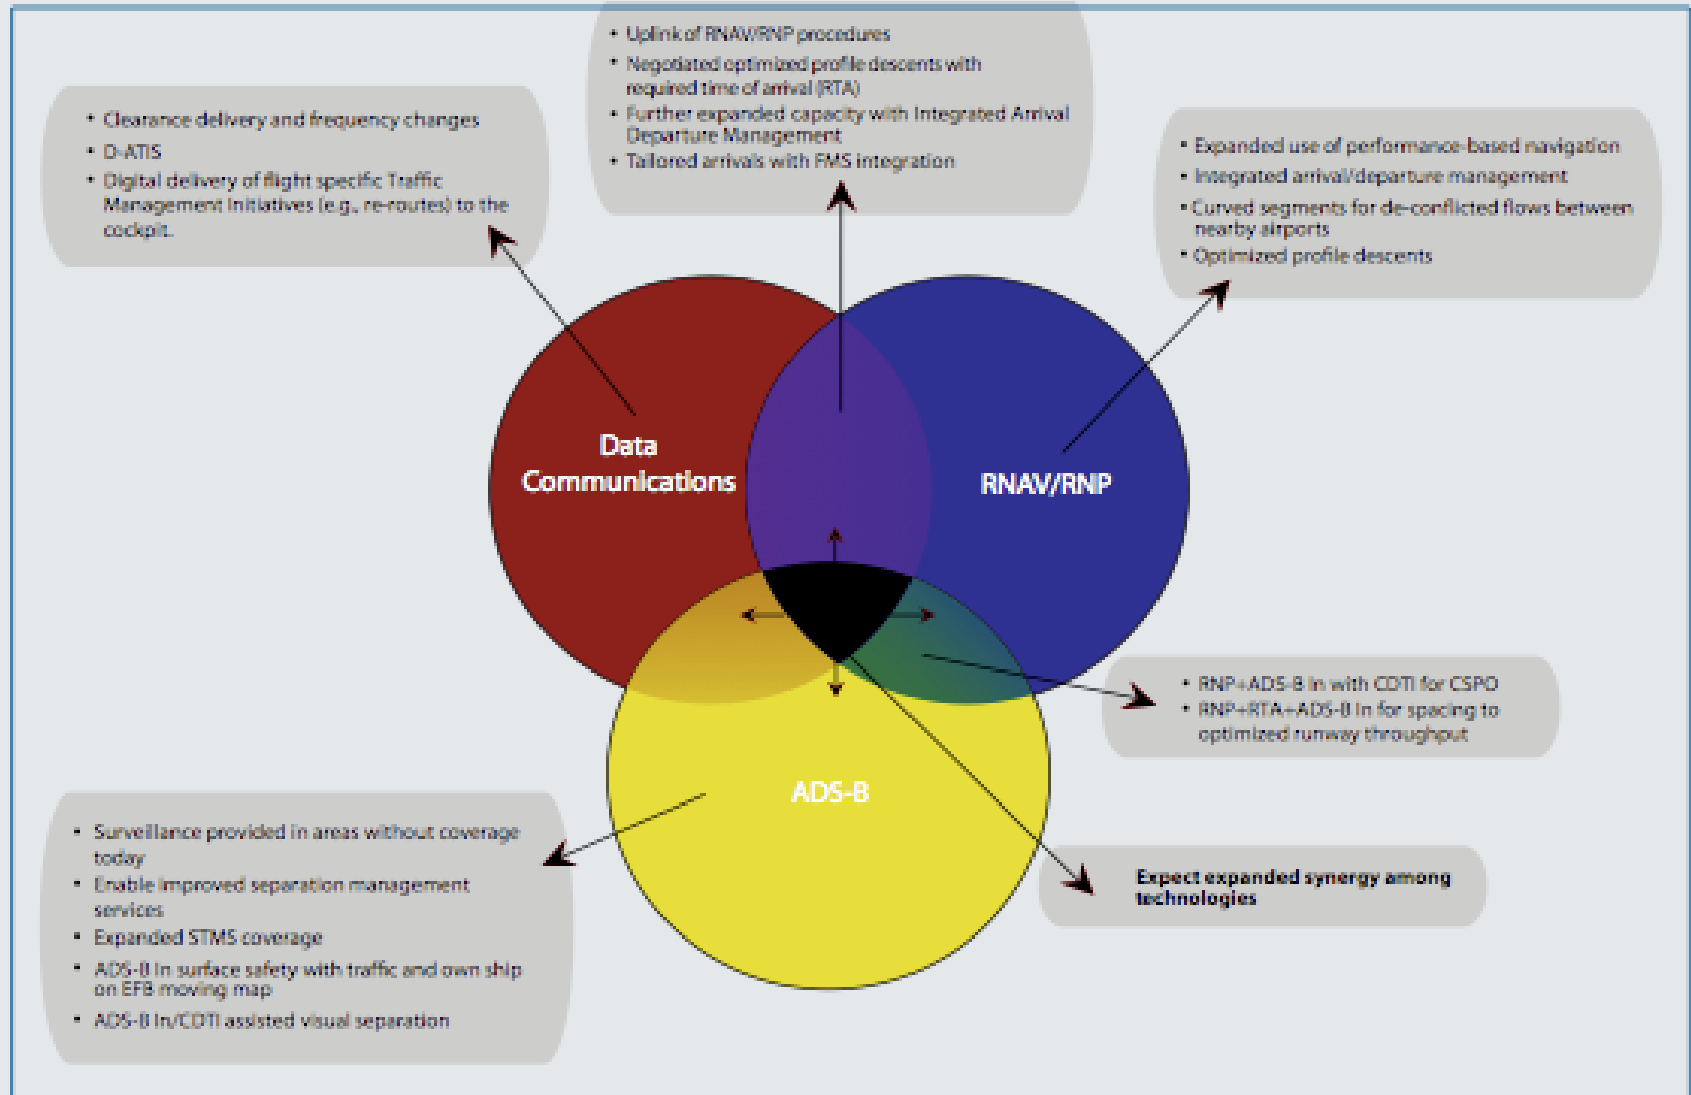 • Uplink of RNAV/RNP procedures
• Negotiated optimized profile descents with
required time of arrival (RTA)
• Further expanded capacity with Integrated Arrival
Departure Management
• Tailored arrivals with FMS integration
• Clearance delivery and frequency changes
• D-ATIS
• Digital delivery of flight specific Traffic
Management Initiatives (e.g., re-routes) to the
cockpit.
• Expanded use of performance-based navigation
• Integrated arrival/departure management
• Curved segments for de-conflicted flows between
nearby airports
• Optimized profile descents
Data
Communications
RNAV/RNP
• RNP+ADS-B In with CDTI for CSPO
• RNP+RTA+ADS-B In for spacing to
optimized runway throughput
ADS-B
• Surveillance provided in areas without coverage
today
• Enable improved separation management
services
• Expanded STMS coverage
• ADS-B In surface safety with traffic and own ship
on EFB moving map
• ADS-B In/CDTI assisted visual separation
Expect expanded synergy among
technologies